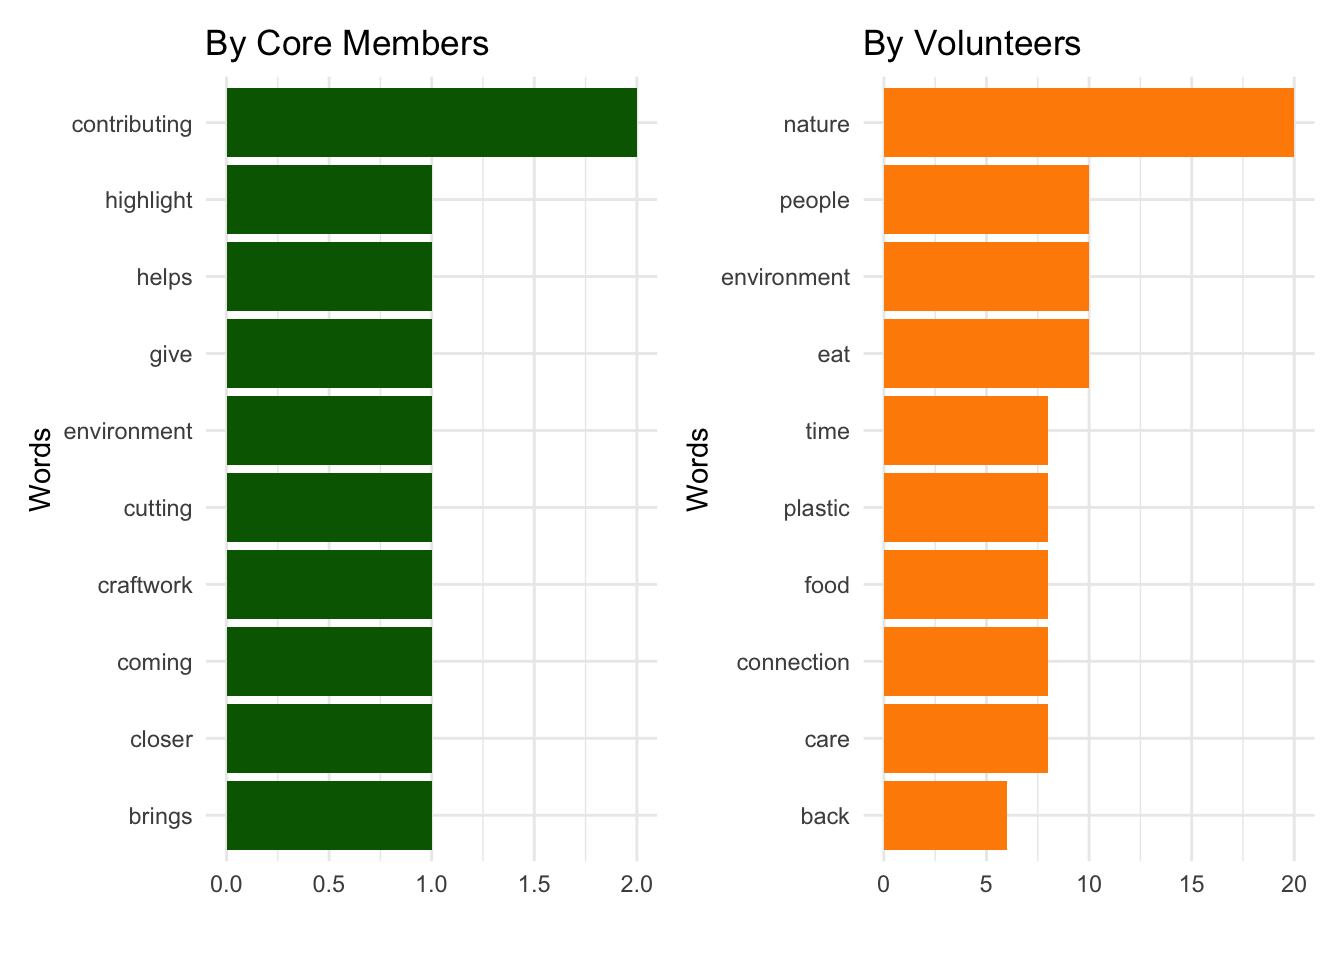 By Core Members
contributing
highlight
helps
give
environment
cutting
craftwork
coming
closer
brings
Words
0.0 0.5 1.0 1.5 2.0
By Volunteers
nature
people
environment
eat
time
plastic
food
connection
care
back
Words
0 5 10 15 20